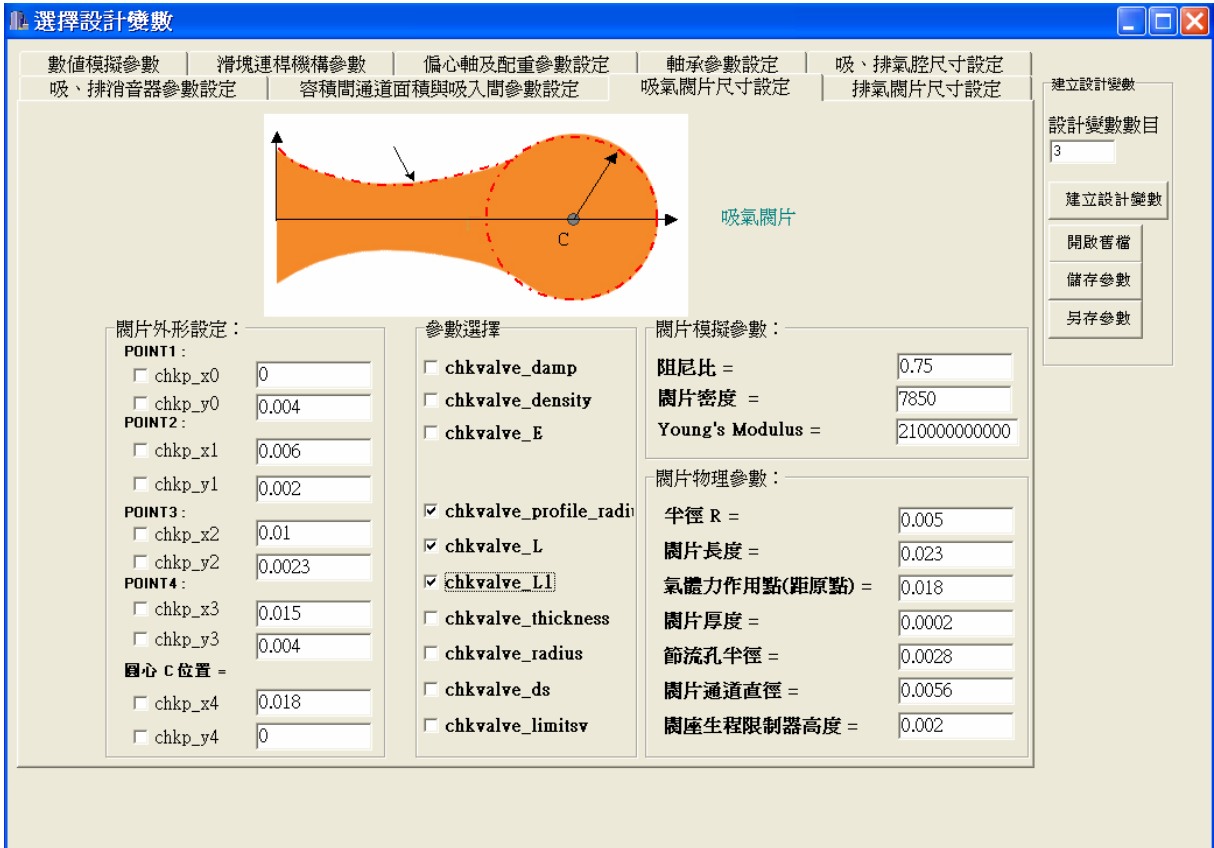 選擇設計變數
數值模擬參數 滑塊連桿機構參數 偏心軸及配重參數設定 軸承參數設定 吸、排氣腔尺寸設定
吸、排消音器參數設定 容積間通道面積與吸入閥參數設定 吸氣閥片尺寸設定 排氣閥片尺寸設定
C
吸氣閥片
閥片外形設定：
POINT1 :
chkp_x0 0
chkp_y0 0.004
POINT2 :
chkp_x1 0.006
chkp_y1 0.002
POINT3 :
chkp_x2 0.01
chkp_y2 0.0023
POINT4 :
chkp_x3 0.015
chkp_y3 0.004
圓心 C 位置 =
chkp_x4 0.018
chkp_y4 0
參數選擇
chkvalve_damp
chkvalve_density
chkvalve_E
chkvalve_profile_radiu
chkvalve_L
chkvalve_L1
chkvalve_thickness
chkvalve_radius
chkvalve_ds
chkvalve_limitsv
閥片模擬參數：
阻尼比 = 0.75
閥片密度 = 7850
Young's Modulus = 210000000000
閥片物理參數：
半徑 R = 0.005
閥片長度 = 0.023
氣體力作用點(距原點) = 0.018
閥片厚度 = 0.0002
節流孔半徑 = 0.0028
閥片通道直徑 = 0.0056
閥座生程限制器高度 = 0.002
建立設計變數
設計變數數目
3
建立設計變數
開啟舊檔
儲存參數
另存參數